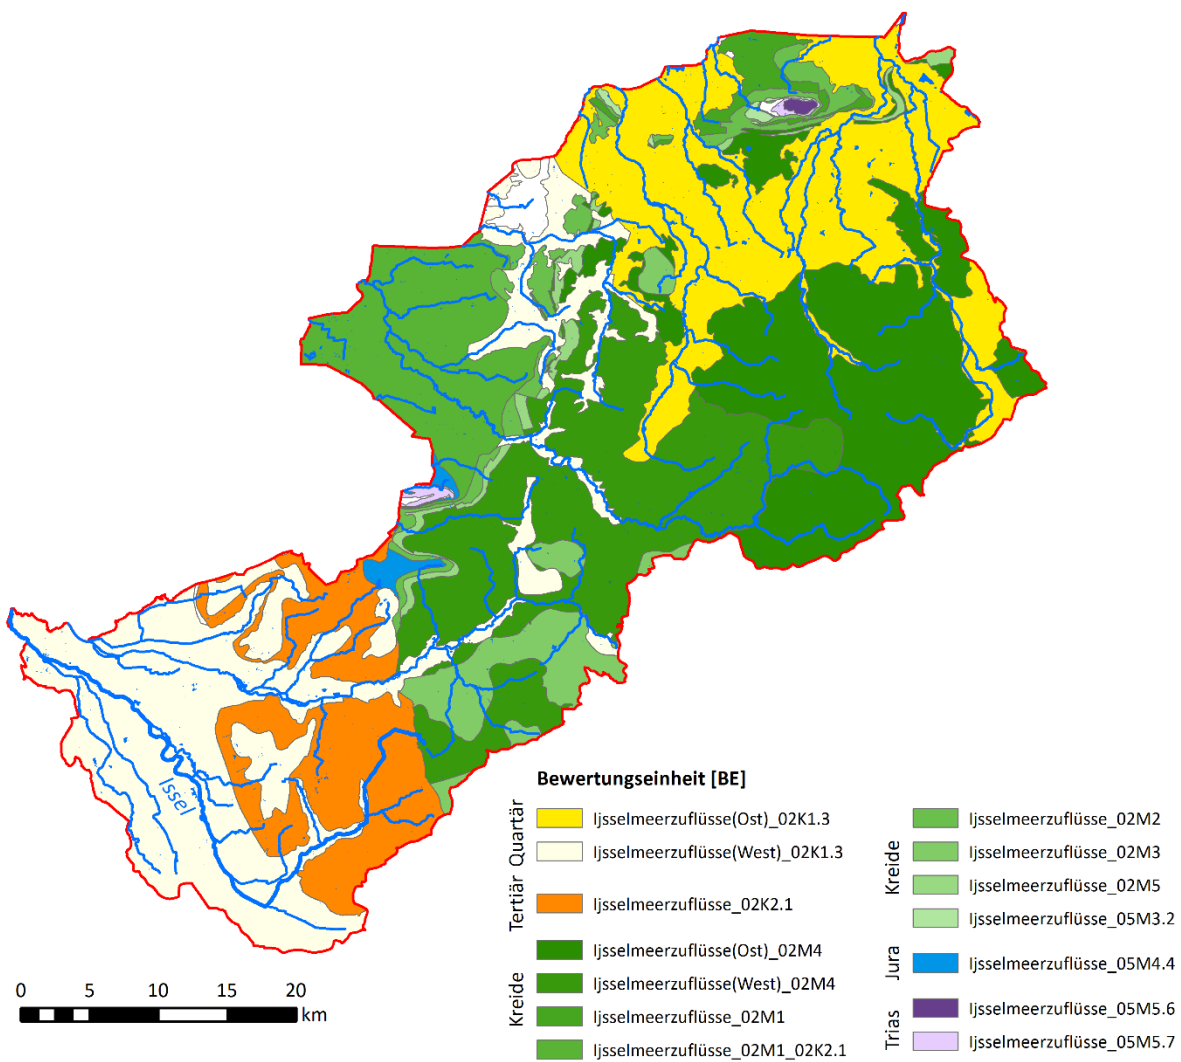 Issel
Bewertungseinheit [BE]
Quartär
Ijsselmeerzuflüsse(Ost)_02K1.3
Ijsselmeerzuflüsse(West)_02K1.3
Tertiär
Ijsselmeerzuflüsse_02K2.1
Kreide
Ijsselmeerzuflüsse(Ost)_02M4
Ijsselmeerzuflüsse(West)_02M4
Ijsselmeerzuflüsse_02M1
Ijsselmeerzuflüsse_02M1_02K2.1
Kreide
Ijsselmeerzuflüsse_02M2
Ijsselmeerzuflüsse_02M3
Ijsselmeerzuflüsse_02M5
Ijsselmeerzuflüsse_05M3.2
Jura
Ijsselmeerzuflüsse_05M4.4
Trias
Ijsselmeerzuflüsse_05M5.6
Ijsselmeerzuflüsse_05M5.7
0 5 10 15 20
km